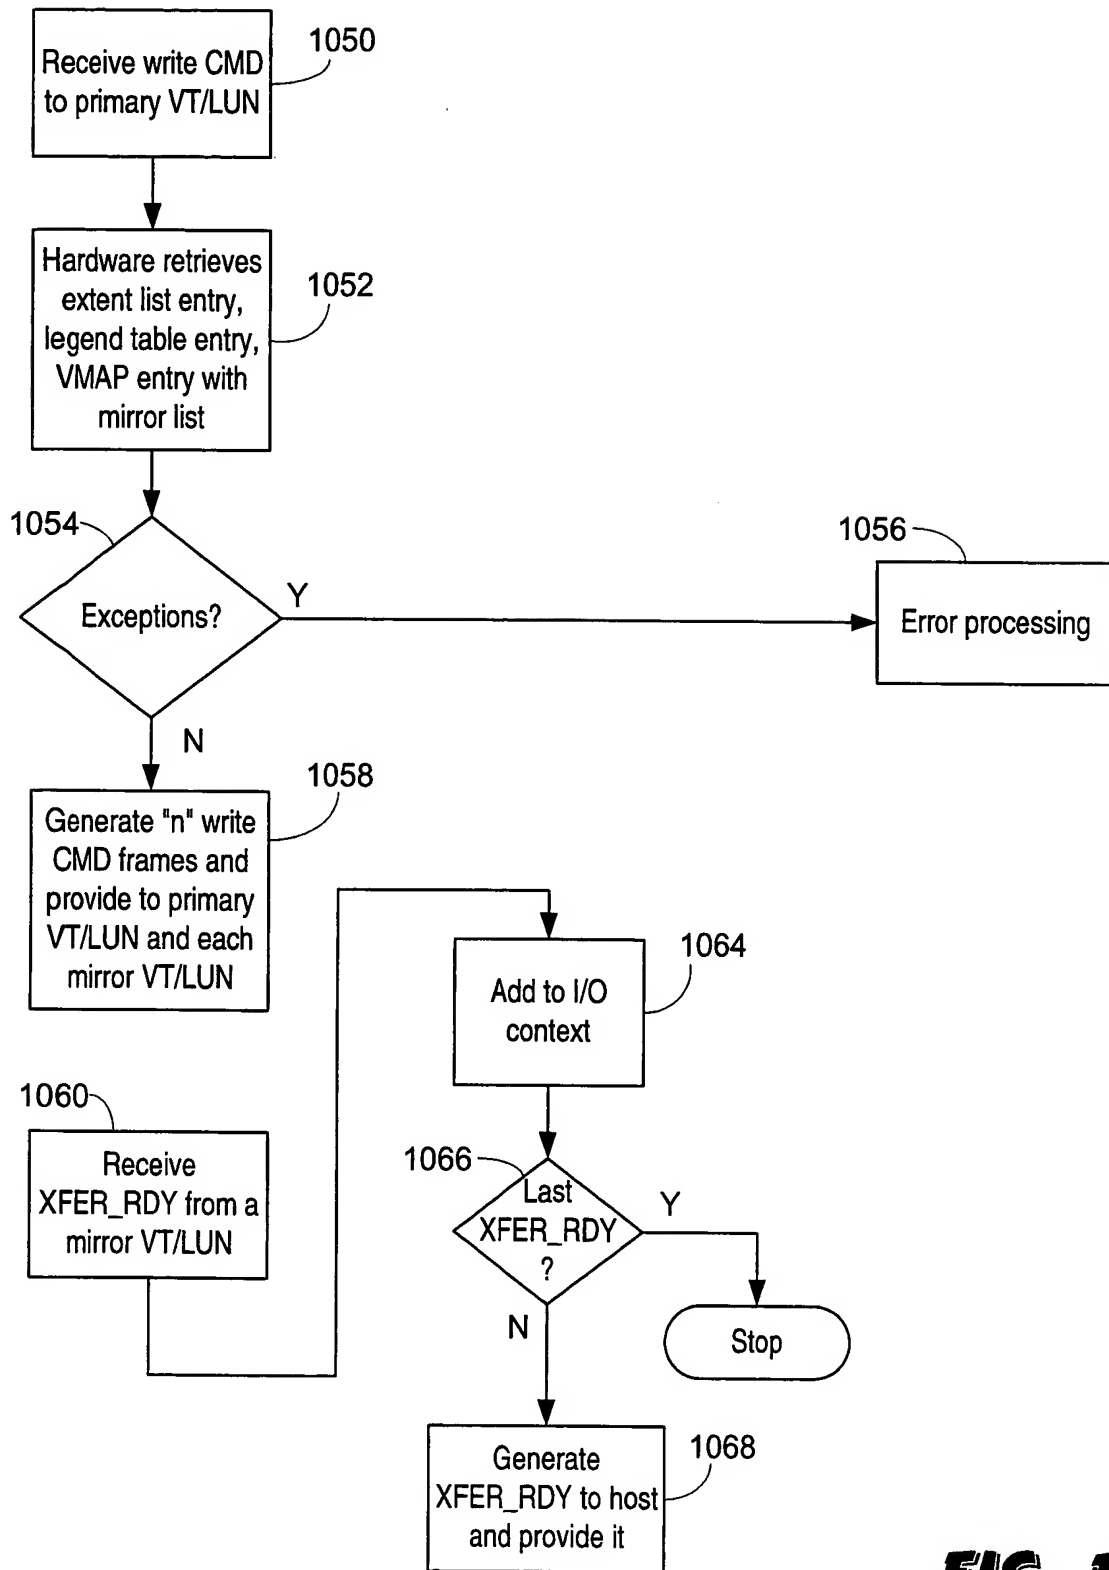 Receive write CMD
to primary VT/LUN
1050
Hardware retrieves
extent list entry,
legend table entry,
VMAP entry with
mirror list
1052
1054
Exceptions?
Y
N
1056
Error processing
1058
Generate "n" write
CMD frames and
provide to primary
VT/LUN and each
mirror VT/LUN
1060
Receive
XFER_RDY from a
mirror VT/LUN
1064
Add to I/O
context
1066
Last
XFER_RDY
?
Y
N
Stop
1068
Generate
XFER_RDY to host
and provide it